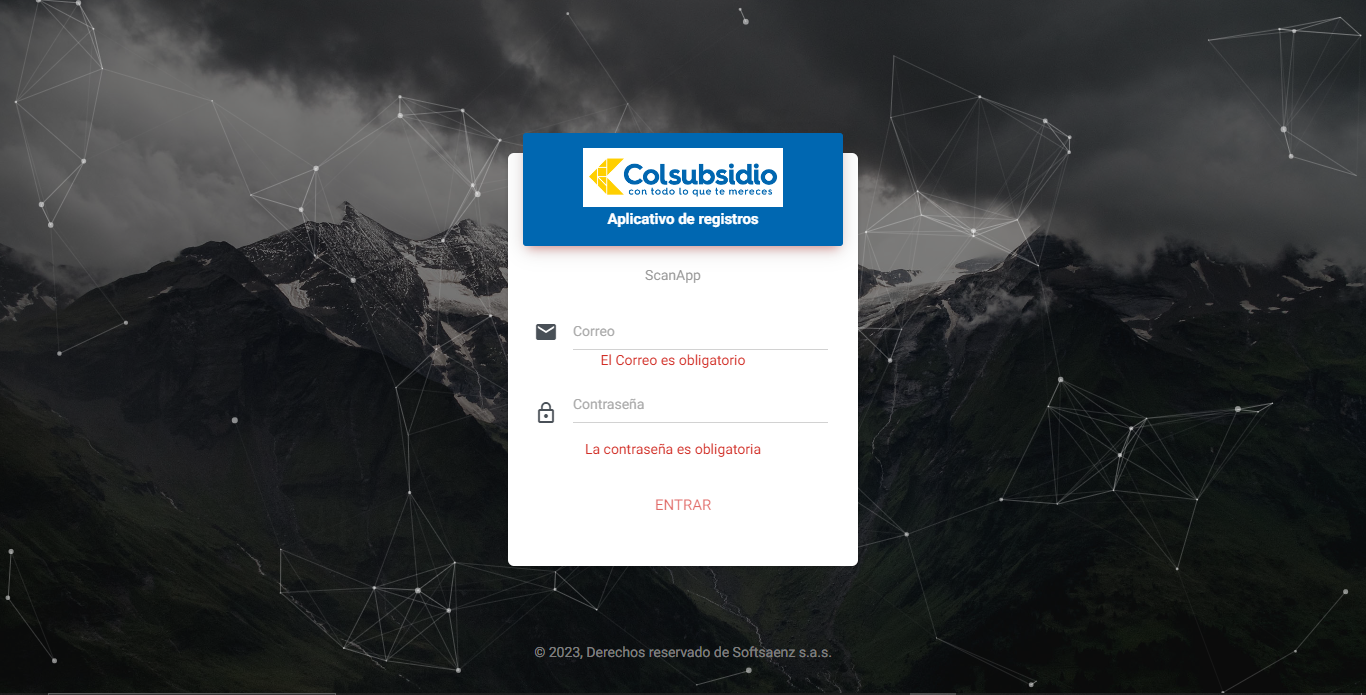 Colsubsidio
con todo lo que te mereces
Aplicativo de registros
ScanApp
Correo
El Correo es obligatorio
Contraseña
La contraseña es obligatoria
ENTRAR
© 2023, Derechos reservado de Softsaenz s.a.s.